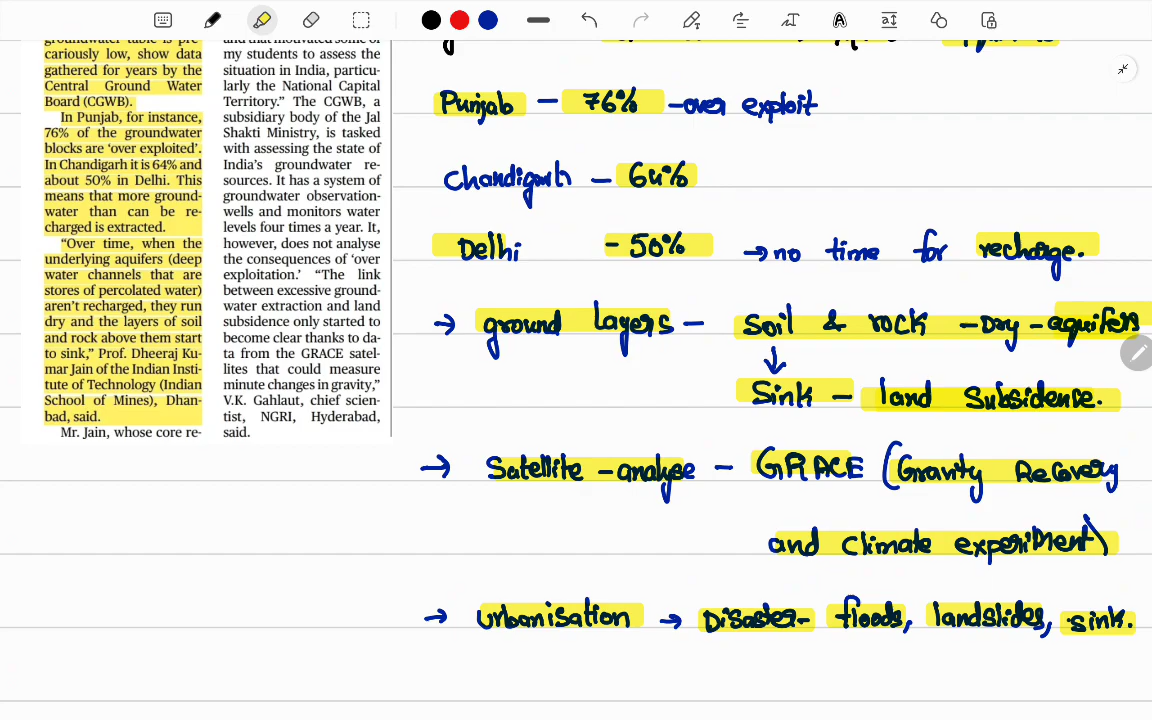 groundwater table is pre-
cariously low, show data
gathered for years by the
Central Ground Water
Board (CGWB).
In Punjab, for instance,
76% of the groundwater
blocks are ‘over exploited’.
In Chandigarh it is 64% and
about 50% in Delhi. This
means that more ground-
water than can be re-
charged is extracted.
“Over time, when the
underlying aquifers (deep
water channels that are
stores of percolated water)
aren’t recharged, they run
dry and the layers of soil
and rock above them start
to sink,” Prof. Dheeraj Ku-
mar Jain of the Indian Insti-
tute of Technology (Indian
School of Mines), Dhan-
bad, said.
Mr. Jain, whose core re-
my students to assess the
situation in India, particu-
larly the National Capital
Territory.” The CGWB, a
subsidiary body of the Jal
Shakti Ministry, is tasked
with assessing the state of
India’s groundwater re-
sources. It has a system of
groundwater observation-
wells and monitors water
levels four times a year. It,
however, does not analyse
the consequences of ‘over
exploitation.’ “The link
between excessive ground-
water extraction and land
subsidence only started to
become clear thanks to da-
ta from the GRACE satel-
lites that could measure
minute changes in gravity,”
V.K. Gahlaut, chief scien-
tist, NGRI, Hyderabad,
said.
Punjab – 76% – over exploit
Chandigarh – 64%
Delhi - 50% → no time for recharge.
→ ground layers – Soil & rock – Dry – aquifers
↓
Sink – land Subsidence.
→ Satellite – analyse – GRACE (Gravity Recovery
and Climate experiment)
→ Urbanisation → Disaster- floods, landslides, sink.